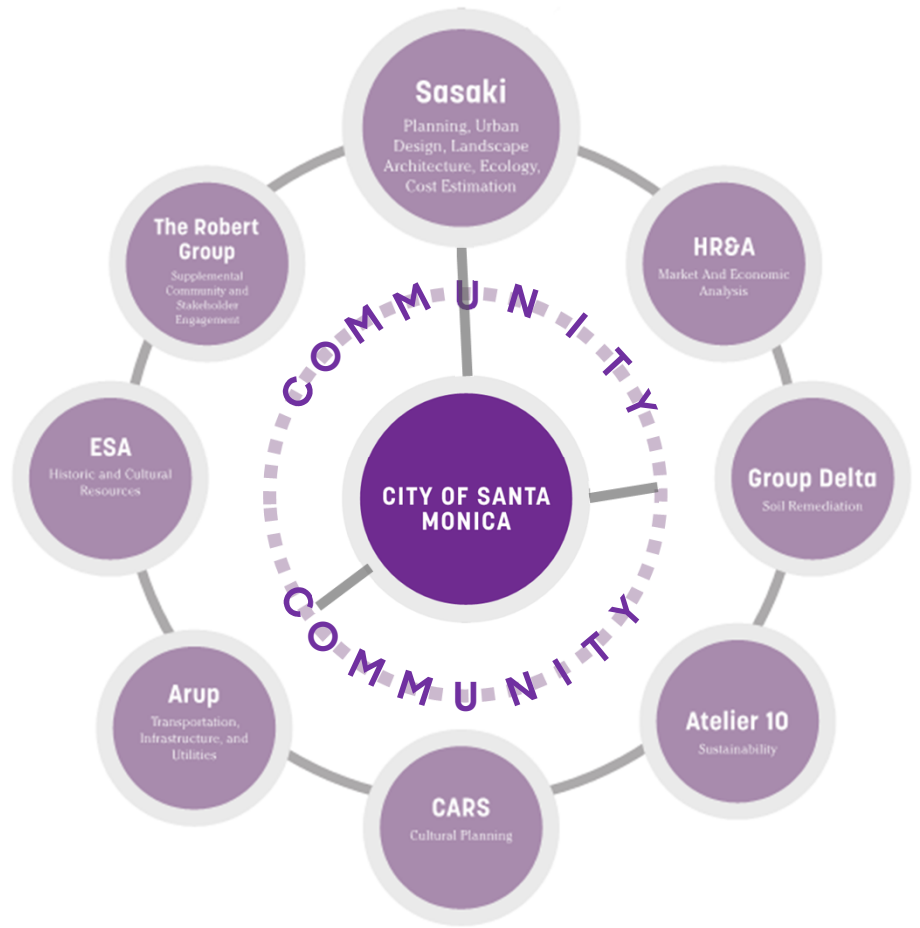 Sasaki
Planning, Urban
Design, Landscape
Architecture, Ecology,
Cost Estimation
The Robert
Group
Supplemental
Community and
Stakeholder
Engagement
HR&A
Market And Economic
Analysis
COMMUNITY
ESA
Historic and Cultural
Resources
CITY OF SANTA
MONICA
Group Delta
Soil Remediation
COMMUNITY
Arup
Transportation,
Infrastructure, and
Utilities
Atelier 10
Sustainability
CARS
Cultural Planning